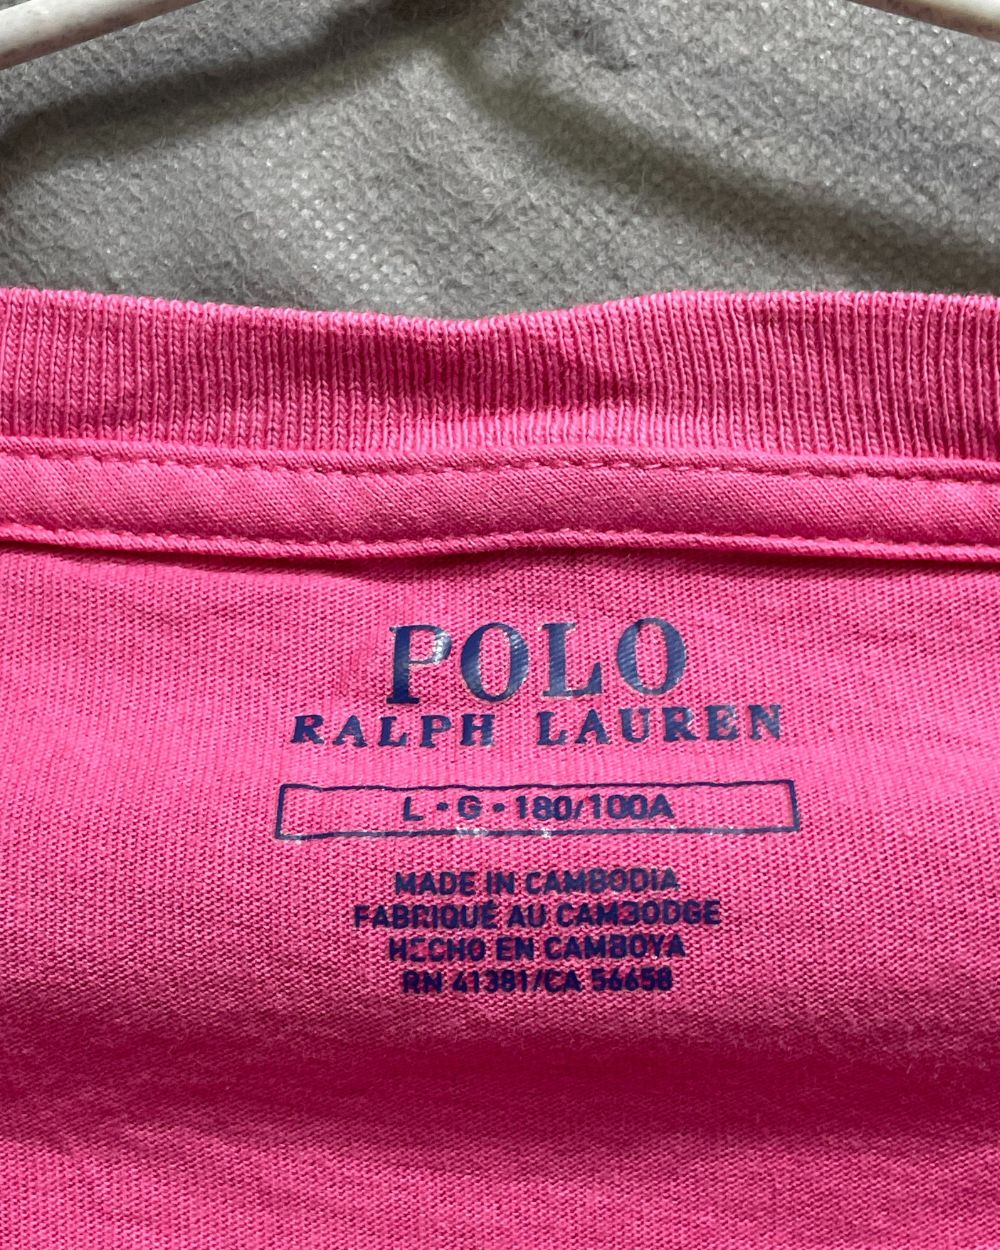 POLO
RALPH LAUREN
L • G • 180/100A
MADE IN CAMBODIA
FABRIQUÉ AU CAMBODGE
HECHO EN CAMBOYA
RN 41381/CA 56658